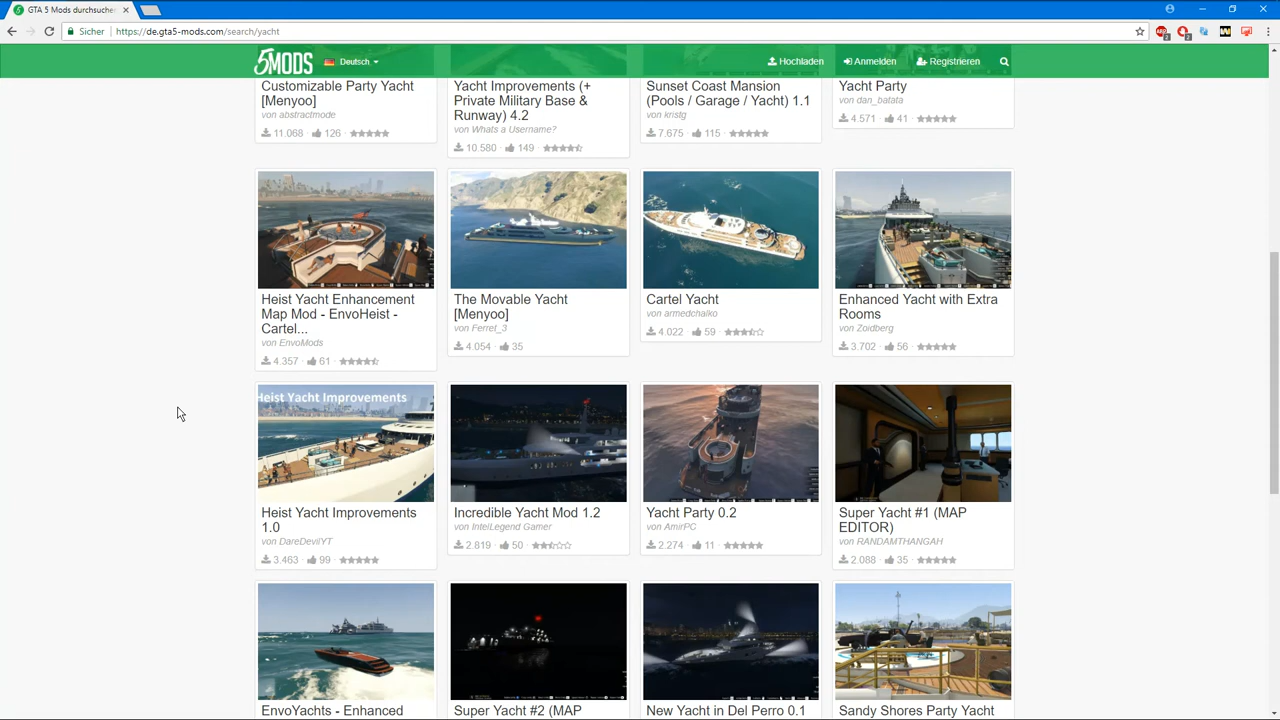 GTA 5 Mods durchsuche
Sicher
https://de.gta5-mods.com/search/yacht
5MODS
Deutsch
Hochladen
Anmelden
Registrieren
Customizable Party Yacht
[Menyoo]
von abstractmode
11.068 · 126
Yacht Improvements (+
Private Military Base &
Runway) 4.2
von Whats a Username?
10.580 149
Sunset Coast Mansion
(Pools / Garage / Yacht) 1.1
von kristg
7.675 · 115
Yacht Party
von dan_batata
4.571 · 41
Heist Yacht Enhancement
Map Mod - EnvoHeist -
Cartel...
von EnvoMods
4.357 · 61
The Movable Yacht
[Menyoo]
von Ferret_3
4.054 · 35
Cartel Yacht
von armedchalko
4.022 · 59
Enhanced Yacht with Extra
Rooms
von Zoidberg
3.702 · 56
Heist Yacht Improvements
Heist Yacht Improvements
1.0
von DareDevilYT
3.463 · 99
Incredible Yacht Mod 1.2
von IntelLegend Gamer
2.819 · 50
Yacht Party 0.2
von AmirPC
2.274 · 11
Super Yacht #1 (MAP
EDITOR)
von RANDAMTHANGAH
2.088 · 35
EnvoYachts - Enhanced
Super Yacht #2 (MAP
New Yacht in Del Perro 0.1
Sandy Shores Party Yacht